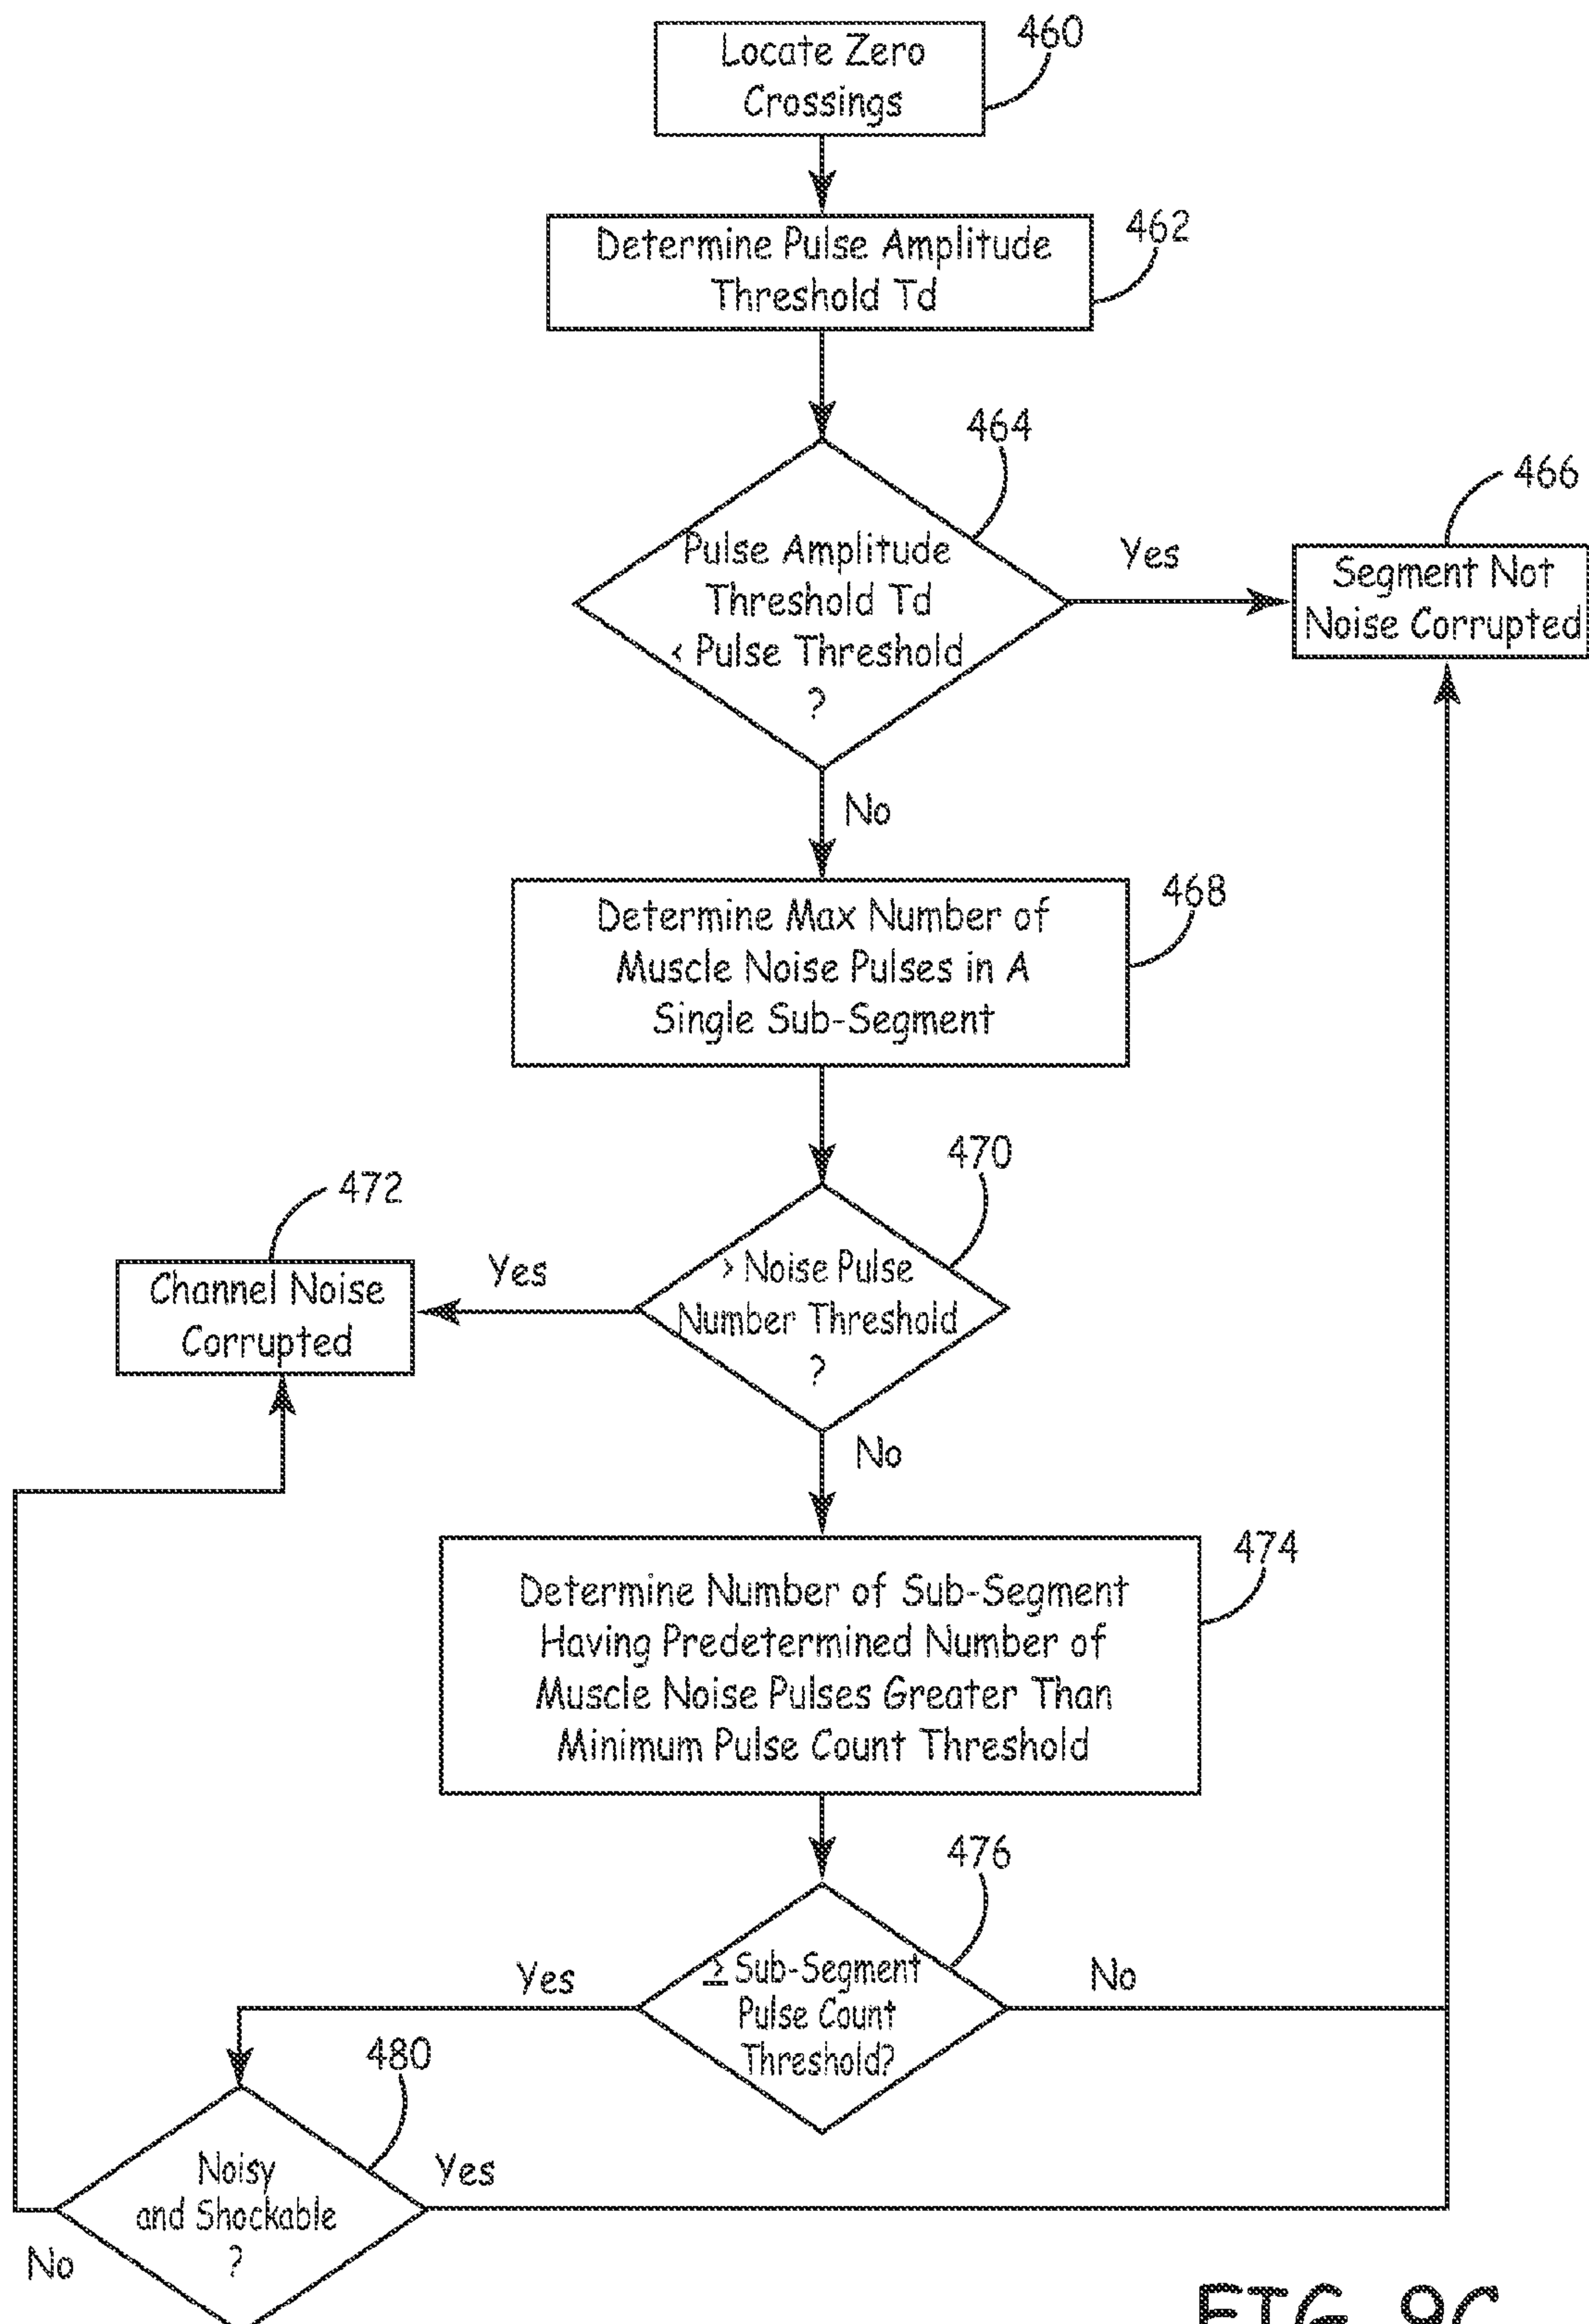 Locate Zero
Crossings
460
Determine Pulse Amplitude
Threshold Td
462
464
Pulse Amplitude
Threshold Td
< Pulse Threshold
?
Yes
466
Segment Not
Noise Corrupted
No
Determine Max Number of
Muscle Noise Pulses in A
Single Sub-Segment
468
470
> Noise Pulse
Number Threshold
?
Yes
472
Channel Noise
Corrupted
No
Determine Number of Sub-Segment
Having Predetermined Number of
Muscle Noise Pulses Greater Than
Minimum Pulse Count Threshold
474
476
≥ Sub-Segment
Pulse Count
Threshold?
Yes
No
480
Noisy
and Shockable
?
Yes
No
FIG. 9C